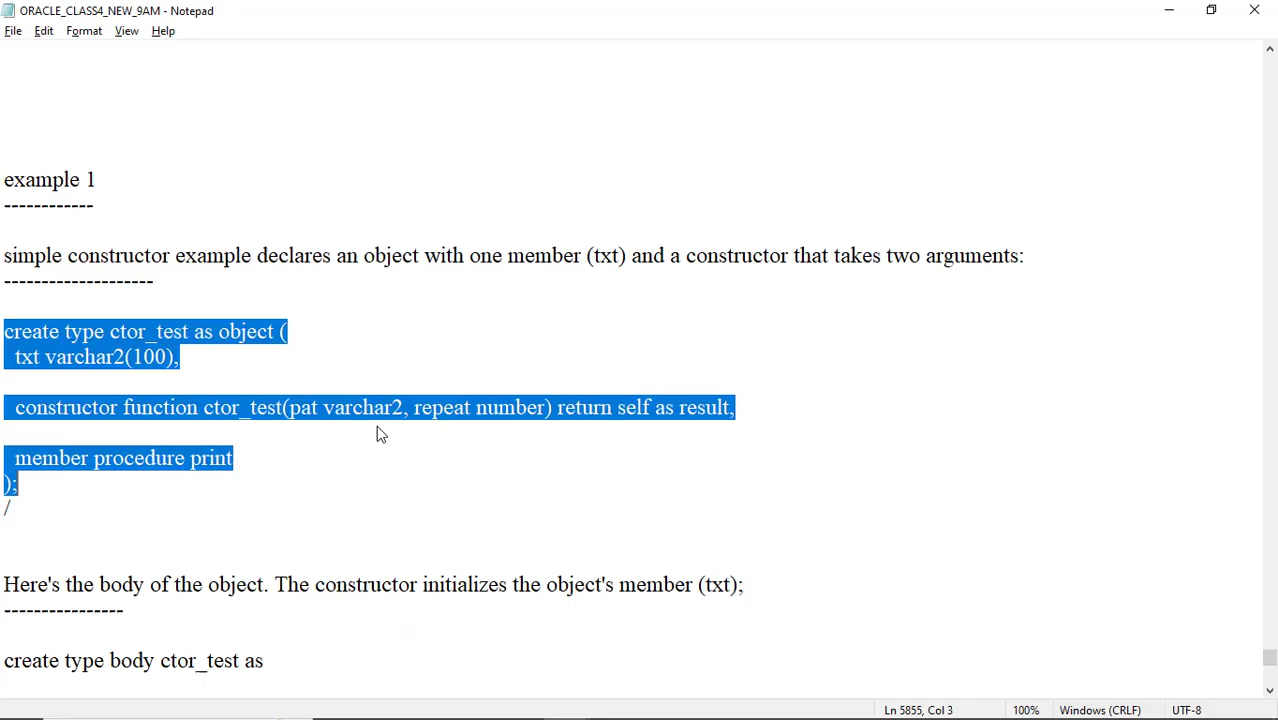 ORACLE_CLASS4_NEW_9AM - Notepad
File Edit Format View Help
example 1
------------
simple constructor example declares an object with one member (txt) and a constructor that takes two arguments:
--------------------
create type ctor_test as object (
txt varchar2(100),
constructor function ctor_test(pat varchar2, repeat number) return self as result,
member procedure print
);
/
Here's the body of the object. The constructor initializes the object's member (txt);
----------------
create type body ctor_test as
Ln 5855, Col 3 100% Windows (CRLF) UTF-8